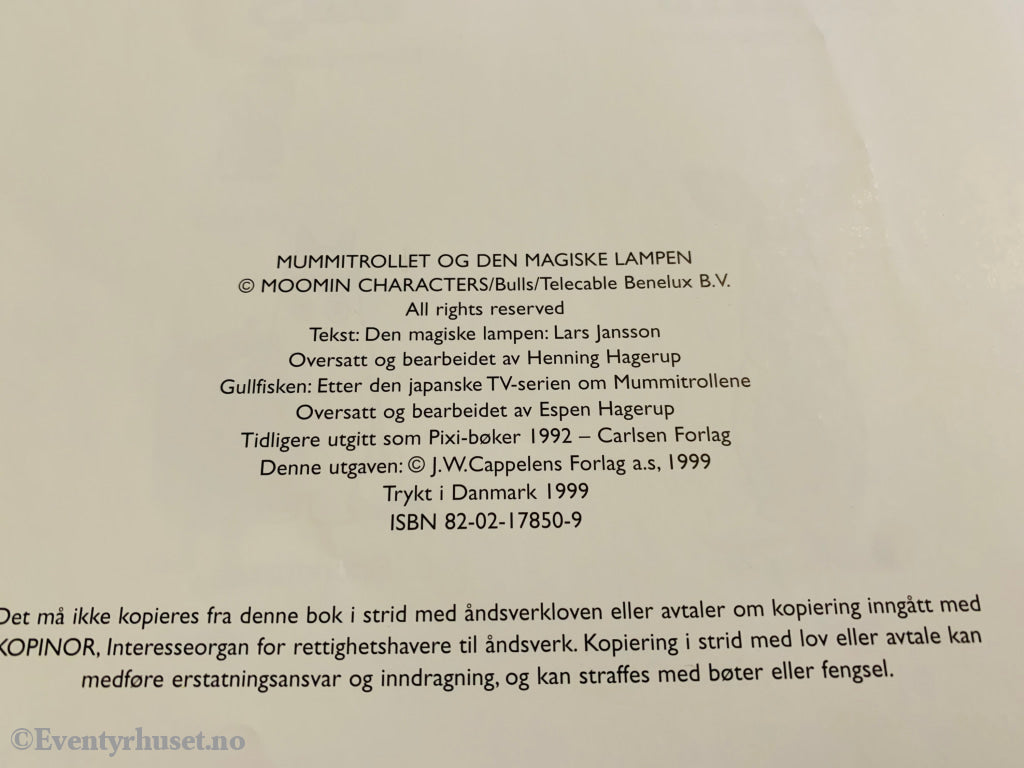 MUMMITROLLET OG DEN MAGISKE LAMPEN
© MOOMIN CHARACTERS/Bulls/Telecable Benelux B.V.
All rights reserved
Tekst: Den magiske lampen: Lars Jansson
Oversatt og bearbeidet av Henning Hagerup
Gullfisken: Etter den japanske TV-serien om Mummitrollene
Oversatt og bearbeidet av Espen Hagerup
Tidligere utgitt som Pixi-bøker 1992 – Carlsen Forlag
Denne utgaven: © J.W.Cappelens Forlag a.s, 1999
Trykt i Danmark 1999
ISBN 82-02-17850-9
Det må ikke kopieres fra denne bok i strid med åndsverkloven eller avtaler om kopiering inngått med
KOPINOR, Interesseorgan for rettighetshavere til åndsverk. Kopiering i strid med lov eller avtale kan
medføre erstatningsansvar og inndragning, og kan straffes med bøter eller fengsel.
©Eventyrhuset.no